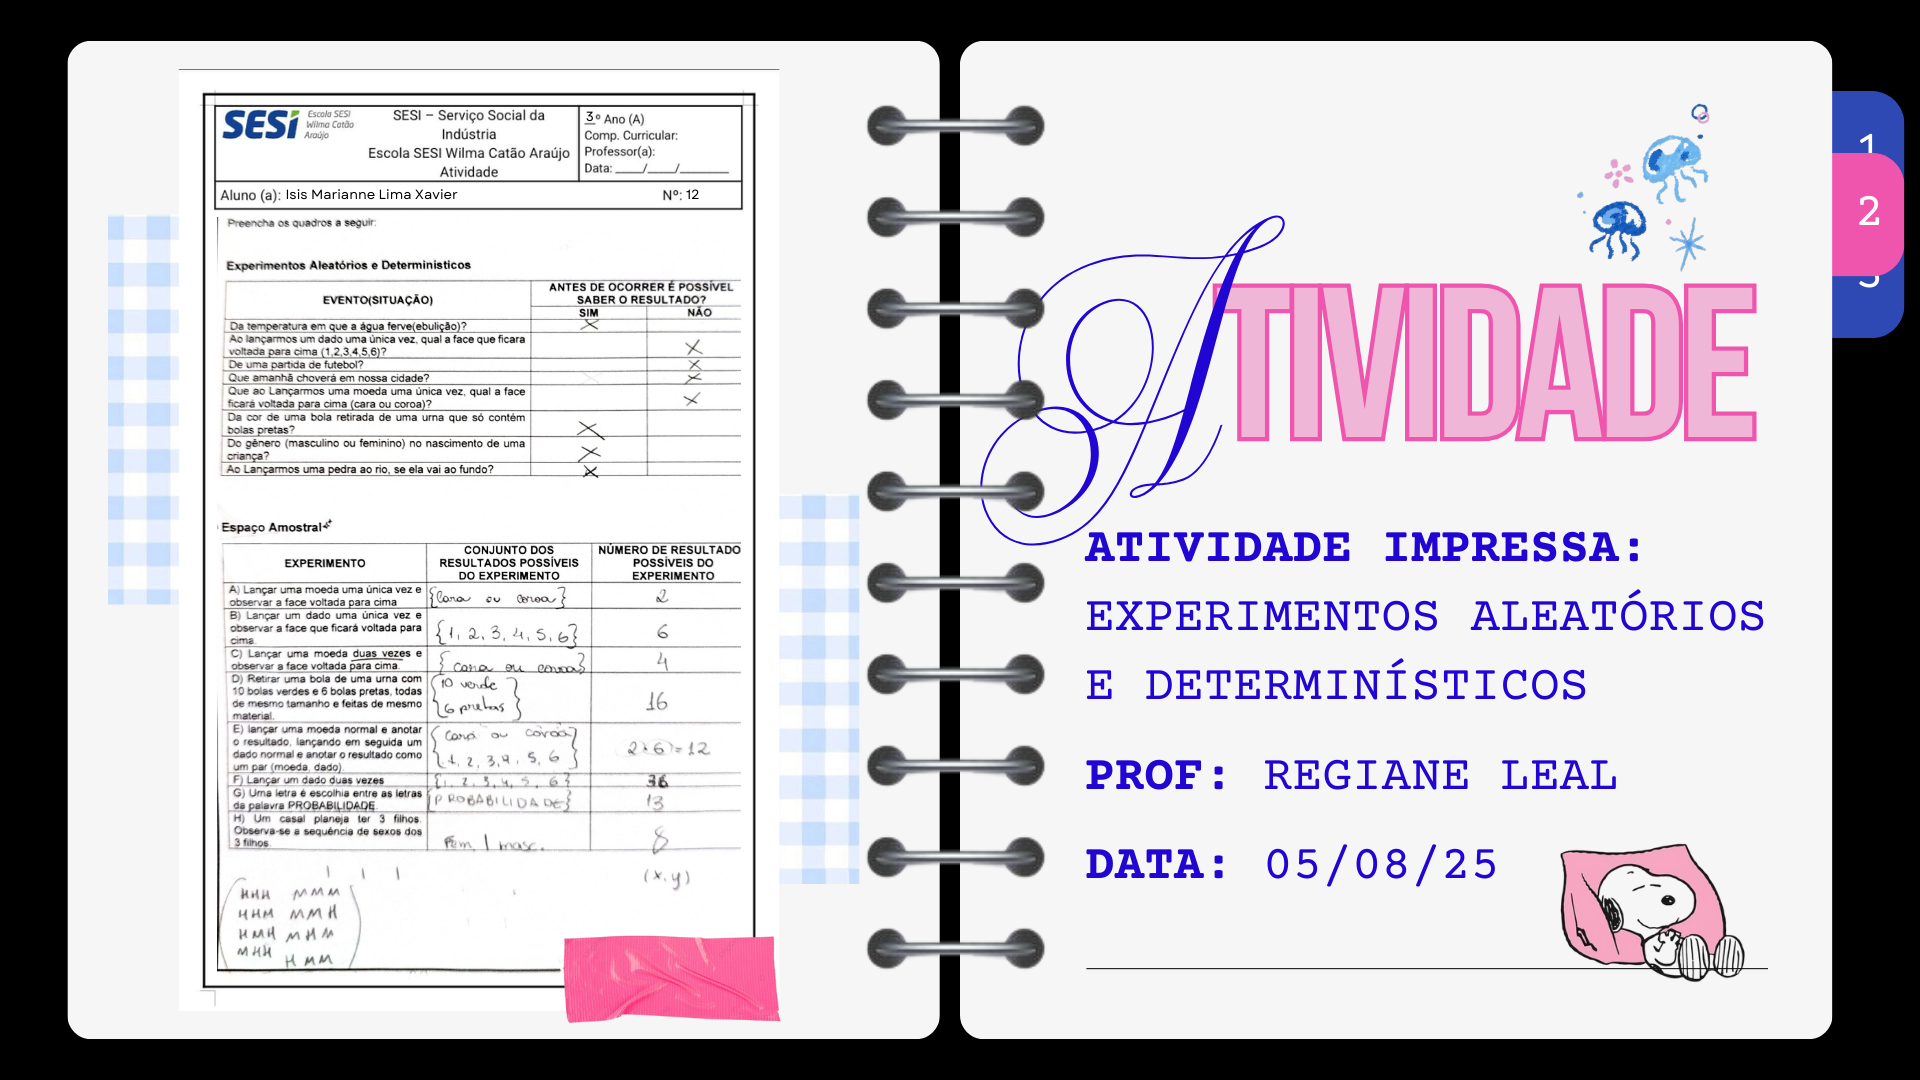 SESI
Escola SESI
Wilma Catão
Araújo
SESI – Serviço Social da
Indústria
Escola SESI Wilma Catão Araújo
Atividade
3º Ano (A)
Comp. Curricular:
Professor(a):
Data: ____/____/_______
Aluno (a): Isis Marianne Lima Xavier Nº: 12
Preencha os quadros a seguir:
Experimentos Aleatórios e Determinísticos
EVENTO(SITUAÇÃO)
ANTES DE OCORRER É POSSÍVEL
SABER O RESULTADO?
SIM NÃO
Da temperatura em que a água ferve(ebulição)? X
Ao lançarmos um dado uma única vez, qual a face que ficara
voltada para cima (1,2,3,4,5,6)? X
De uma partida de futebol? X
Que amanhã choverá em nossa cidade? X
Que ao Lançarmos uma moeda uma única vez, qual a face
ficará voltada para cima (cara ou coroa)? X
Da cor de uma bola retirada de uma urna que só contém
bolas pretas? X
Do gênero (masculino ou feminino) no nascimento de uma
criança? X
Ao Lançarmos uma pedra ao rio, se ela vai ao fundo? X
Espaço Amostral
EXPERIMENTO
CONJUNTO DOS
RESULTADOS POSSÍVEIS
DO EXPERIMENTO
NÚMERO DE RESULTADO
POSSÍVEIS DO
EXPERIMENTO
A) Lançar uma moeda uma única vez e
observar a face voltada para cima
{Cara ou coroa}
2
B) Lançar um dado uma única vez e
observar a face que ficará voltada para
cima.
{1, 2, 3, 4, 5, 6}
6
C) Lançar uma moeda duas vezes e
observar a face voltada para cima.
{cara ou coroa}
4
D) Retirar uma bola de uma urna com
10 bolas verdes e 6 bolas pretas, todas
de mesmo tamanho e feitas de mesmo
material.
{10 verde
6 pretas}
16
E) lançar uma moeda normal e anotar
o resultado, lançando em seguida um
dado normal e anotar o resultado como
um par (moeda, dado).
{Cara ou coroa
1, 2, 3, 4, 5, 6}
2×6=12
F) Lançar um dado duas vezes
{1, 2, 3, 4, 5, 6}
36
G) Uma letra é escolhia entre as letras
da palavra PROBABILIDADE.
{PROBABILIDADE}
13
H) Um casal planeja ter 3 filhos.
Observa-se a sequência de sexos dos
3 filhos.
Fem | masc.
8
(x,y)
HHH MMM
HHM MMH
HMH MHM
MHH HMM
ATIVIDADE
ATIVIDADE IMPRESSA:
EXPERIMENTOS ALEATÓRIOS
E DETERMINÍSTICOS
PROF: REGIANE LEAL
DATA: 05/08/25
1
2
3